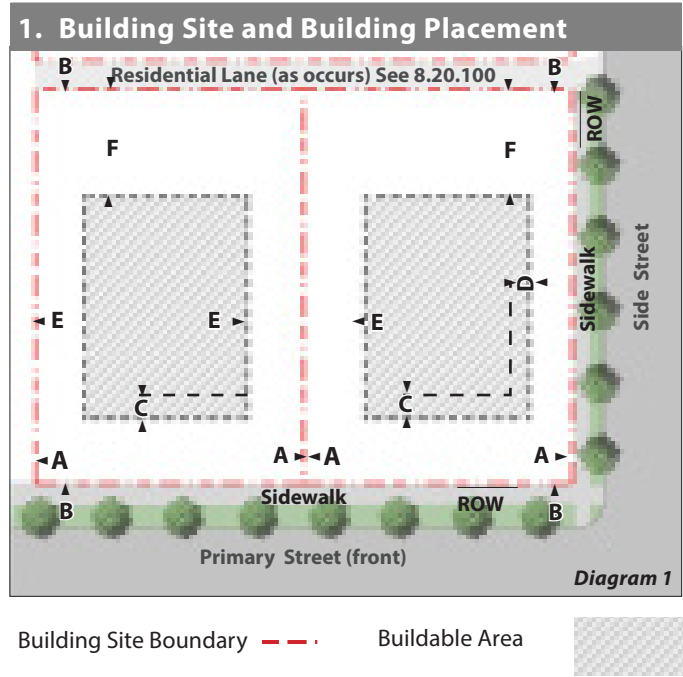 1. Building Site and Building Placement
B B
Residential Lane (as occurs) See 8.20.100
ROW
F F
D
Sidewalk
Side Street
E E E
C C
A A A A
Sidewalk ROW
B B
Primary Street (front)
Diagram 1
Building Site Boundary Buildable Area